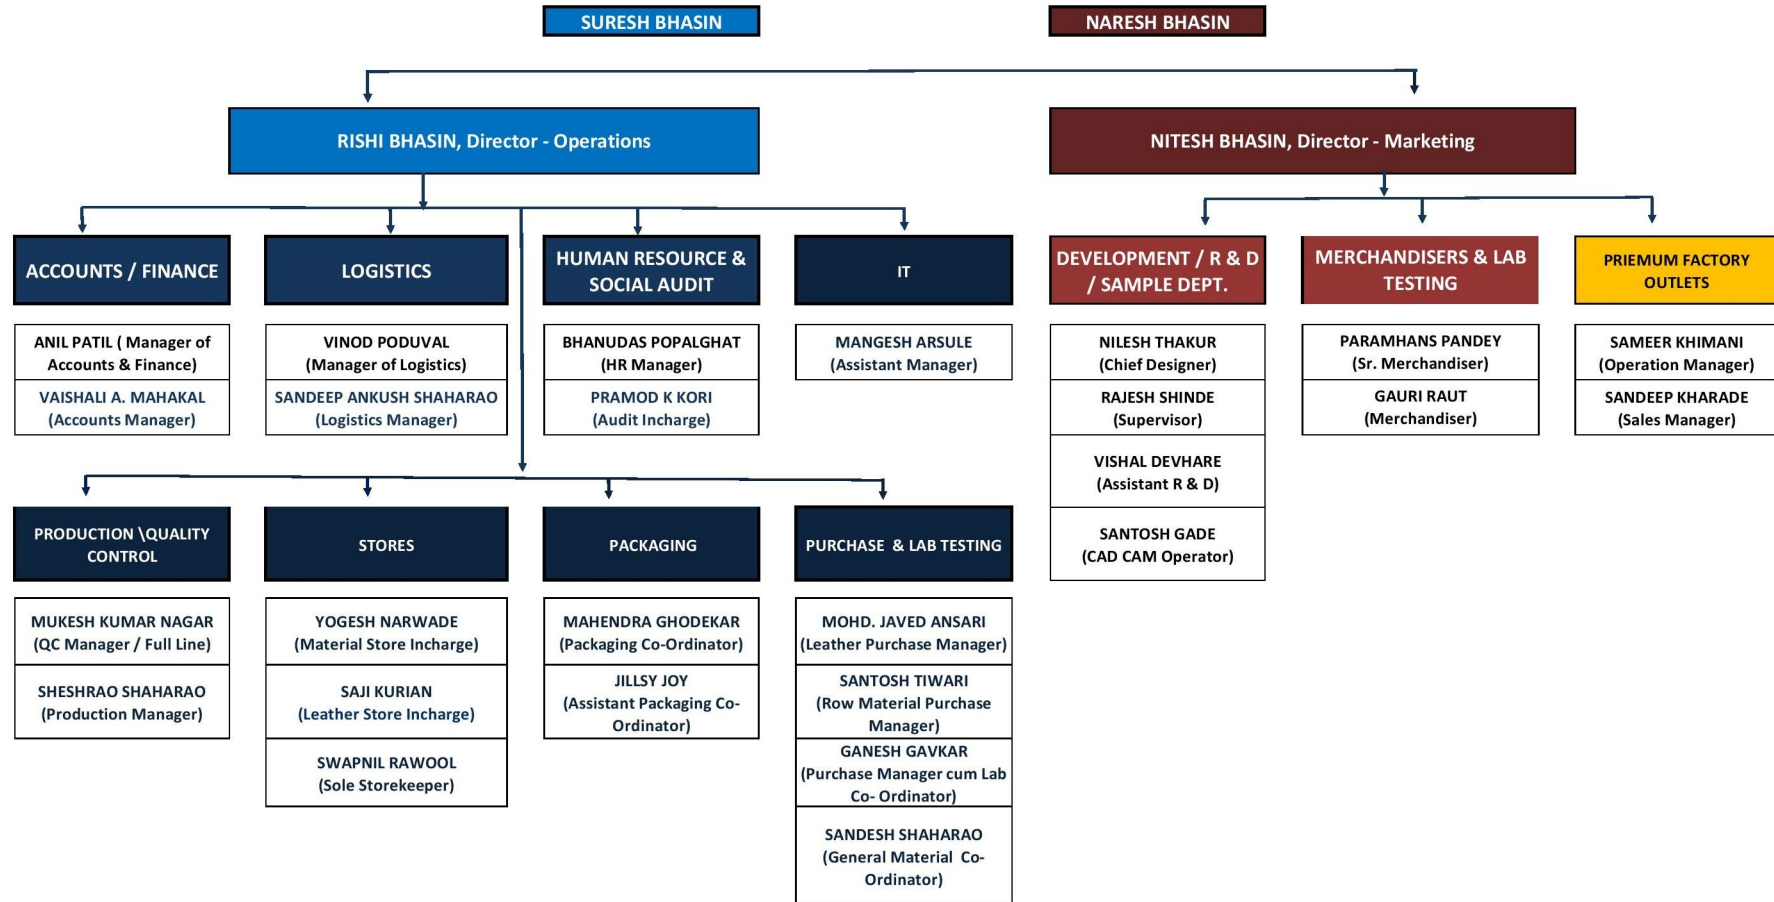 SURESH BHASIN
NARESH BHASIN
RISHI BHASIN, Director - Operations
NITESH BHASIN, Director - Marketing
ACCOUNTS / FINANCE
ANIL PATIL ( Manager of
Accounts & Finance)
VAISHALI A. MAHAKAL
(Accounts Manager)
LOGISTICS
VINOD PODUVAL
(Manager of Logistics)
SANDEEP ANKUSH SHAHARAO
(Logistics Manager)
HUMAN RESOURCE &
SOCIAL AUDIT
BHANUDAS POPALGHAT
(HR Manager)
PRAMOD K KORI
(Audit Incharge)
IT
MANGESH ARSULE
(Assistant Manager)
DEVELOPMENT / R & D
/ SAMPLE DEPT.
NILESH THAKUR
(Chief Designer)
RAJESH SHINDE
(Supervisor)
VISHAL DEVHARE
(Assistant R & D)
SANTOSH GADE
(CAD CAM Operator)
MERCHANDISERS & LAB
TESTING
PARAMHANS PANDEY
(Sr. Merchandiser)
GAURI RAUT
(Merchandiser)
PRIEMUM FACTORY
OUTLETS
SAMEER KHIMANI
(Operation Manager)
SANDEEP KHARADE
(Sales Manager)
PRODUCTION \QUALITY
CONTROL
MUKESH KUMAR NAGAR
(QC Manager / Full Line)
SHESHRAO SHAHARAO
(Production Manager)
STORES
YOGESH NARWADE
(Material Store Incharge)
SAJI KURIAN
(Leather Store Incharge)
SWAPNIL RAWOOL
(Sole Storekeeper)
PACKAGING
MAHENDRA GHODEKAR
(Packaging Co-Ordinator)
JILLSY JOY
(Assistant Packaging Co-
Ordinator)
PURCHASE & LAB TESTING
MOHD. JAVED ANSARI
(Leather Purchase Manager)
SANTOSH TIWARI
(Row Material Purchase
Manager)
GANESH GAVKAR
(Purchase Manager cum Lab
Co- Ordinator)
SANDESH SHAHARAO
(General Material Co-
Ordinator)